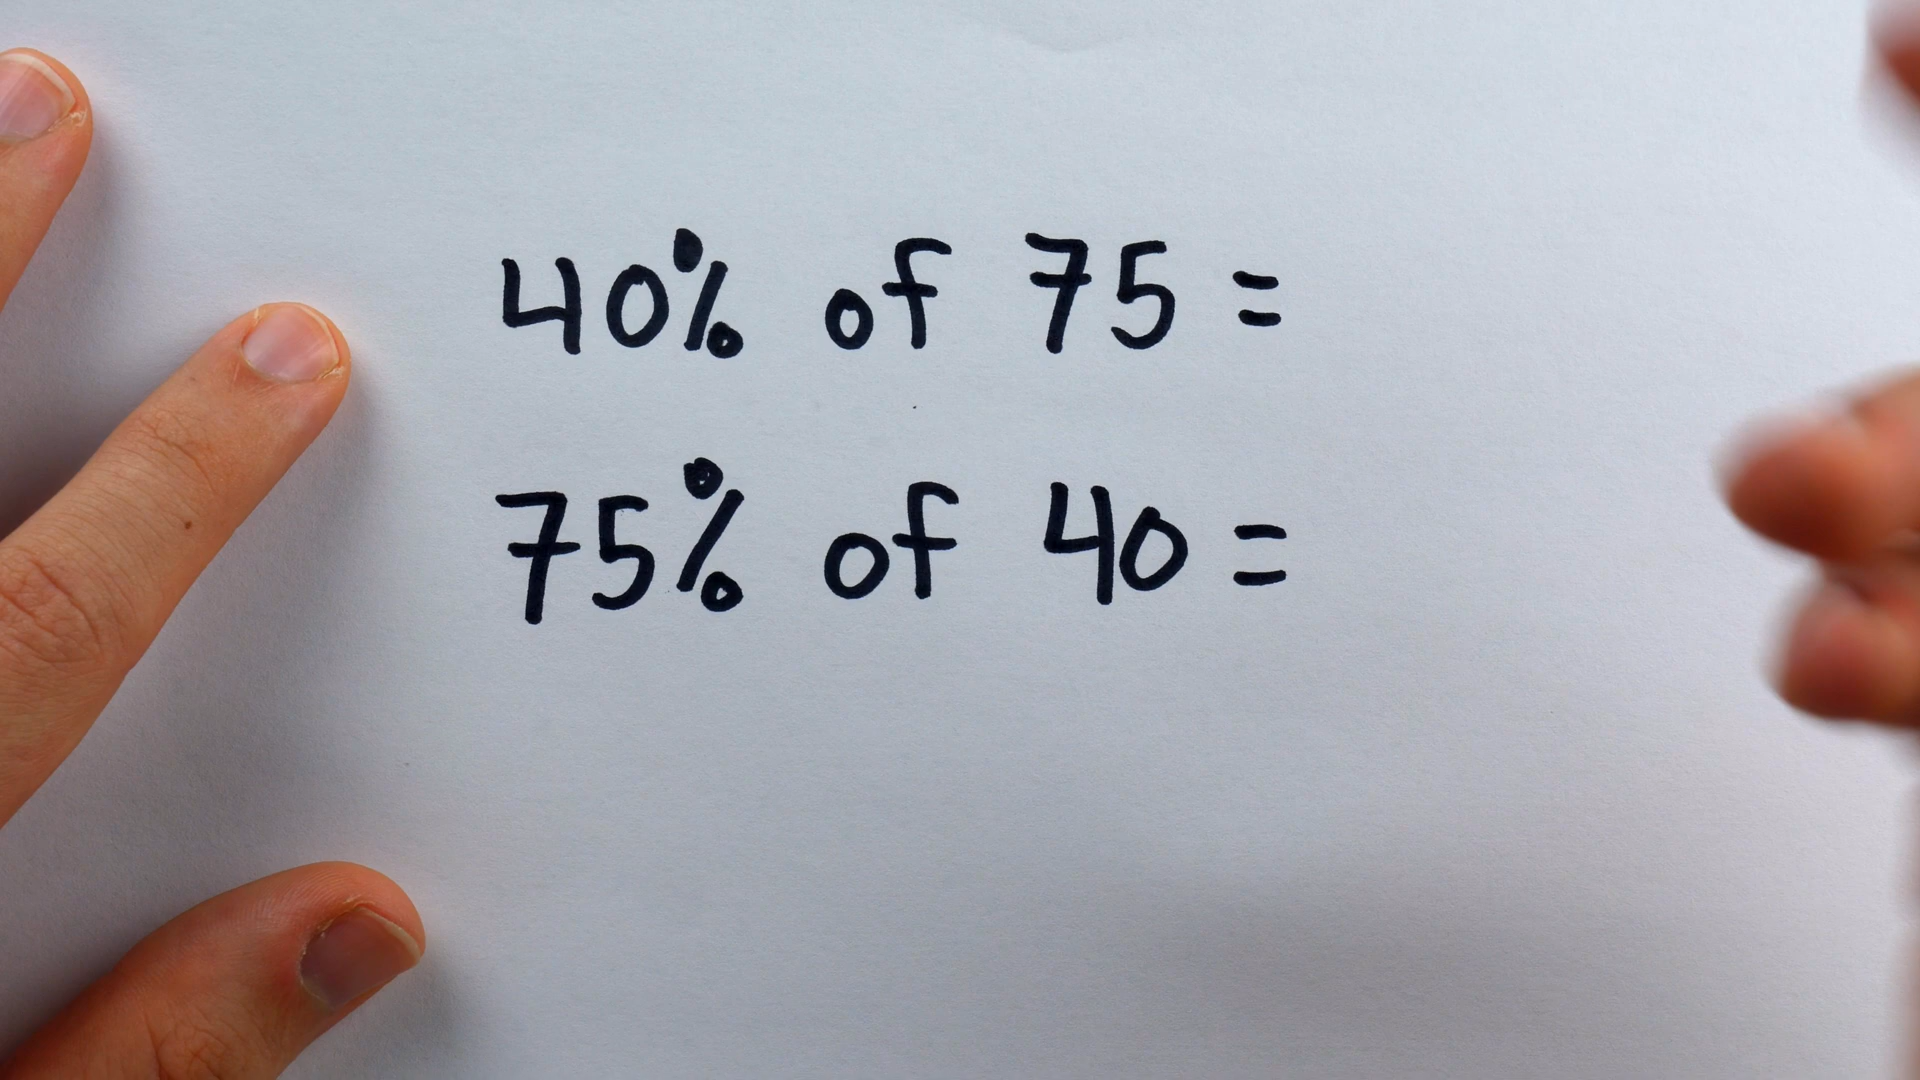 40% of 75 =
75% of 40 =